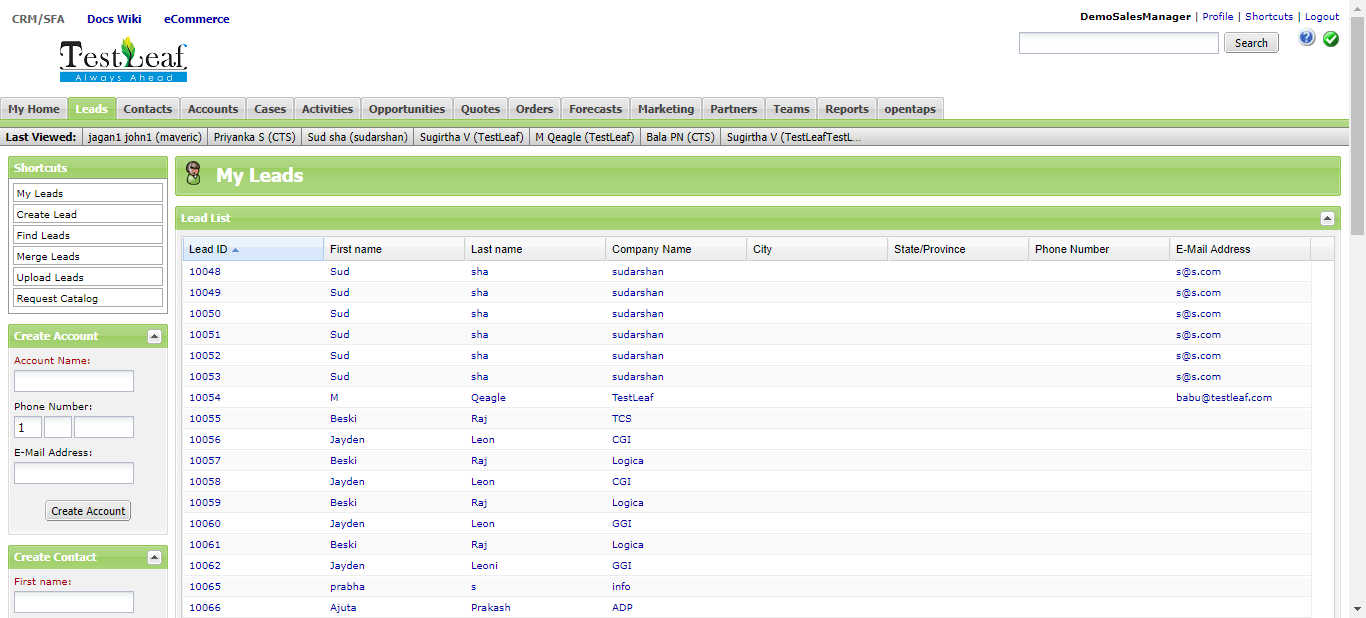 CRM/SFA Docs Wiki eCommerce
DemoSalesManager | Profile | Shortcuts | Logout
TestLeaf
Always Ahead
Search
?
My Home Leads Contacts Accounts Cases Activities Opportunities Quotes Orders Forecasts Marketing Partners Teams Reports opentaps
Last Viewed: jagan1 john1 (maveric) Priyanka S (CTS) Sud sha (sudarshan) Sugirtha V (TestLeaf) M Qeagle (TestLeaf) Bala PN (CTS) Sugirtha V (TestLeafTestL...
Shortcuts
My Leads
Create Lead
Find Leads
Merge Leads
Upload Leads
Request Catalog
Create Account
Account Name:
Phone Number:
1
E-Mail Address:
Create Account
Create Contact
First name:
My Leads
Lead List
Lead ID First name Last name Company Name City State/Province Phone Number E-Mail Address
10048 Sud sha sudarshan s@s.com
10049 Sud sha sudarshan s@s.com
10050 Sud sha sudarshan s@s.com
10051 Sud sha sudarshan s@s.com
10052 Sud sha sudarshan s@s.com
10053 Sud sha sudarshan s@s.com
10054 M Qeagle TestLeaf babu@testleaf.com
10055 Beski Raj TCS
10056 Jayden Leon CGI
10057 Beski Raj Logica
10058 Jayden Leon CGI
10059 Beski Raj Logica
10060 Jayden Leon GGI
10061 Beski Raj Logica
10062 Jayden Leoni GGI
10065 prabha s info
10066 Ajuta Prakash ADP